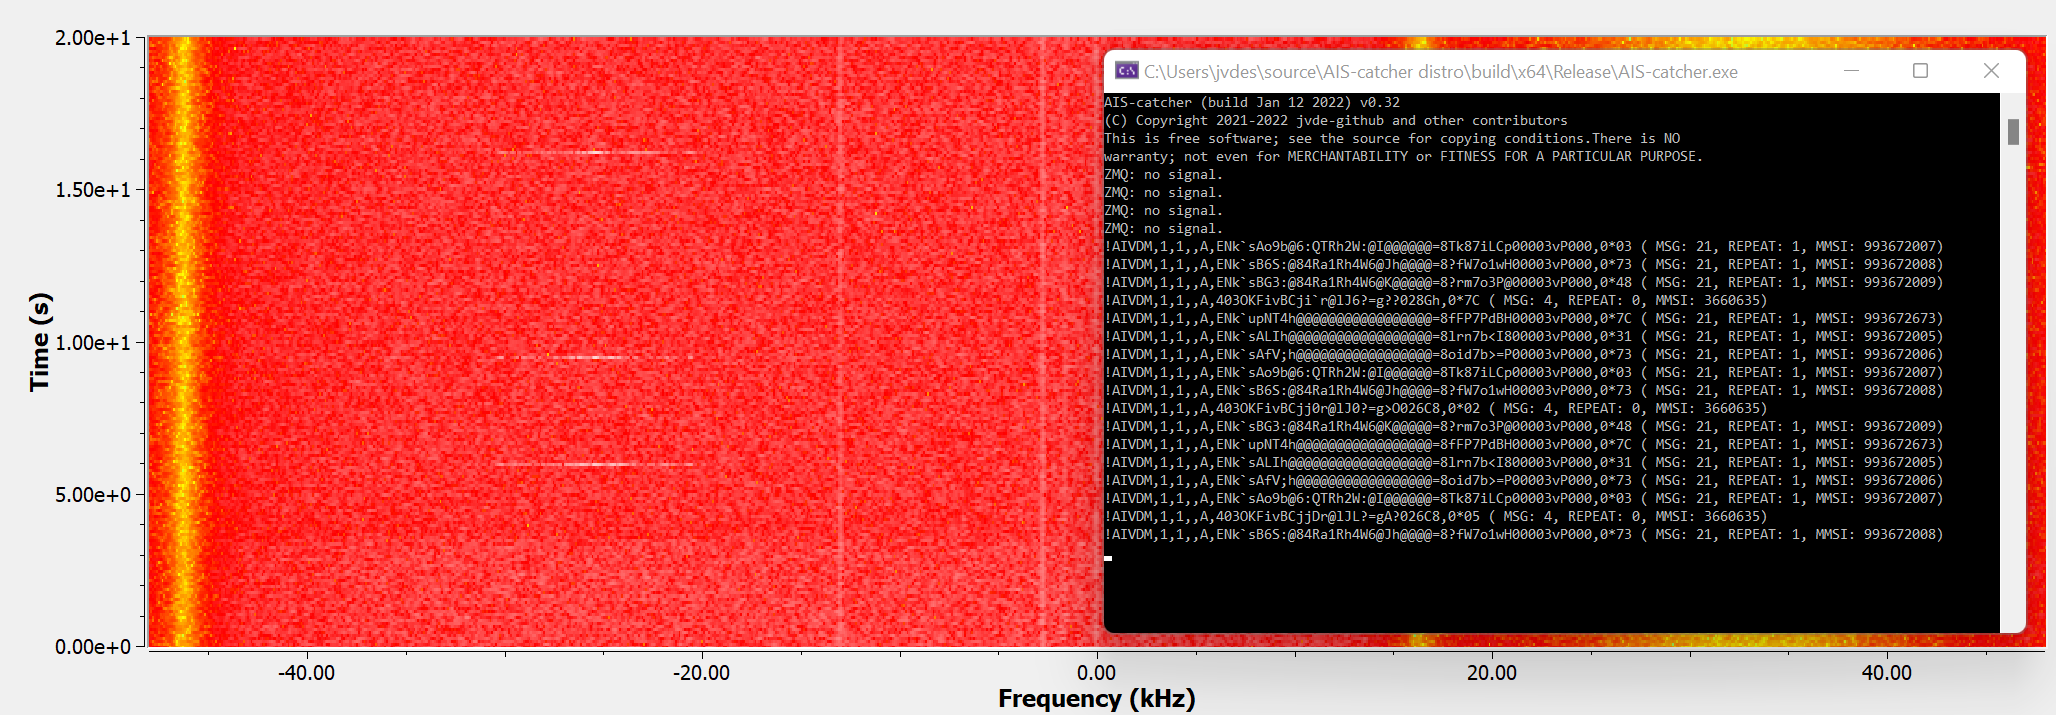 2.00e+1
1.50e+1
1.00e+1
5.00e+0
0.00e+0
Time (s)
-40.00
-20.00
0.00
20.00
40.00
Frequency (kHz)
C:\Users\jvdes\source\AIS-catcher distro\build\x64\Release\AIS-catcher.exe
AIS-catcher (build Jan 12 2022) v0.32
(C) Copyright 2021-2022 jvde-github and other contributors
This is free software; see the source for copying conditions.There is NO
warranty; not even for MERCHANTABILITY or FITNESS FOR A PARTICULAR PURPOSE.
ZMQ: no signal.
ZMQ: no signal.
ZMQ: no signal.
ZMQ: no signal.
!AIVDM,1,1,,A,ENk`sAo9b@6:QTRh2W:@I@@@@@@=8Tk87iLCp00003vP000,0*03 ( MSG: 21, REPEAT: 1, MMSI: 993672007)
!AIVDM,1,1,,A,ENk`sB6S:@84Ra1Rh4W6@Jh@@@@=8?fW7o1wH00003vP000,0*73 ( MSG: 21, REPEAT: 1, MMSI: 993672008)
!AIVDM,1,1,,A,ENk`sBG3:@84Ra1Rh4W6@K@@@@@=8?rm7o3P@00003vP000,0*48 ( MSG: 21, REPEAT: 1, MMSI: 993672009)
!AIVDM,1,1,,A,403OKFivBCji`r@lJ6?=g??028Gh,0*7C ( MSG: 4, REPEAT: 0, MMSI: 3660635)
!AIVDM,1,1,,A,ENk`upNT4h@@@@@@@@@@@@@@@@@=8fFP7PdBH00003vP000,0*7C ( MSG: 21, REPEAT: 1, MMSI: 993672673)
!AIVDM,1,1,,A,ENk`sALIh@@@@@@@@@@@@@@@@@@=8lrn7b<I800003vP000,0*31 ( MSG: 21, REPEAT: 1, MMSI: 993672005)
!AIVDM,1,1,,A,ENk`sAfV;h@@@@@@@@@@@@@@@@@=8oid7b>=P00003vP000,0*73 ( MSG: 21, REPEAT: 1, MMSI: 993672006)
!AIVDM,1,1,,A,ENk`sAo9b@6:QTRh2W:@I@@@@@@=8Tk87iLCp00003vP000,0*03 ( MSG: 21, REPEAT: 1, MMSI: 993672007)
!AIVDM,1,1,,A,ENk`sB6S:@84Ra1Rh4W6@Jh@@@@=8?fW7o1wH00003vP000,0*73 ( MSG: 21, REPEAT: 1, MMSI: 993672008)
!AIVDM,1,1,,A,403OKFivBCjj0r@lJ0?=g>O026C8,0*02 ( MSG: 4, REPEAT: 0, MMSI: 3660635)
!AIVDM,1,1,,A,ENk`sBG3:@84Ra1Rh4W6@K@@@@@=8?rm7o3P@00003vP000,0*48 ( MSG: 21, REPEAT: 1, MMSI: 993672009)
!AIVDM,1,1,,A,ENk`upNT4h@@@@@@@@@@@@@@@@@=8fFP7PdBH00003vP000,0*7C ( MSG: 21, REPEAT: 1, MMSI: 993672673)
!AIVDM,1,1,,A,ENk`sALIh@@@@@@@@@@@@@@@@@@=8lrn7b<I800003vP000,0*31 ( MSG: 21, REPEAT: 1, MMSI: 993672005)
!AIVDM,1,1,,A,ENk`sAfV;h@@@@@@@@@@@@@@@@@=8oid7b>=P00003vP000,0*73 ( MSG: 21, REPEAT: 1, MMSI: 993672006)
!AIVDM,1,1,,A,ENk`sAo9b@6:QTRh2W:@I@@@@@@=8Tk87iLCp00003vP000,0*03 ( MSG: 21, REPEAT: 1, MMSI: 993672007)
!AIVDM,1,1,,A,403OKFivBCjjDr@lJL?=gA?026C8,0*05 ( MSG: 4, REPEAT: 0, MMSI: 3660635)
!AIVDM,1,1,,A,ENk`sB6S:@84Ra1Rh4W6@Jh@@@@=8?fW7o1wH00003vP000,0*73 ( MSG: 21, REPEAT: 1, MMSI: 993672008)